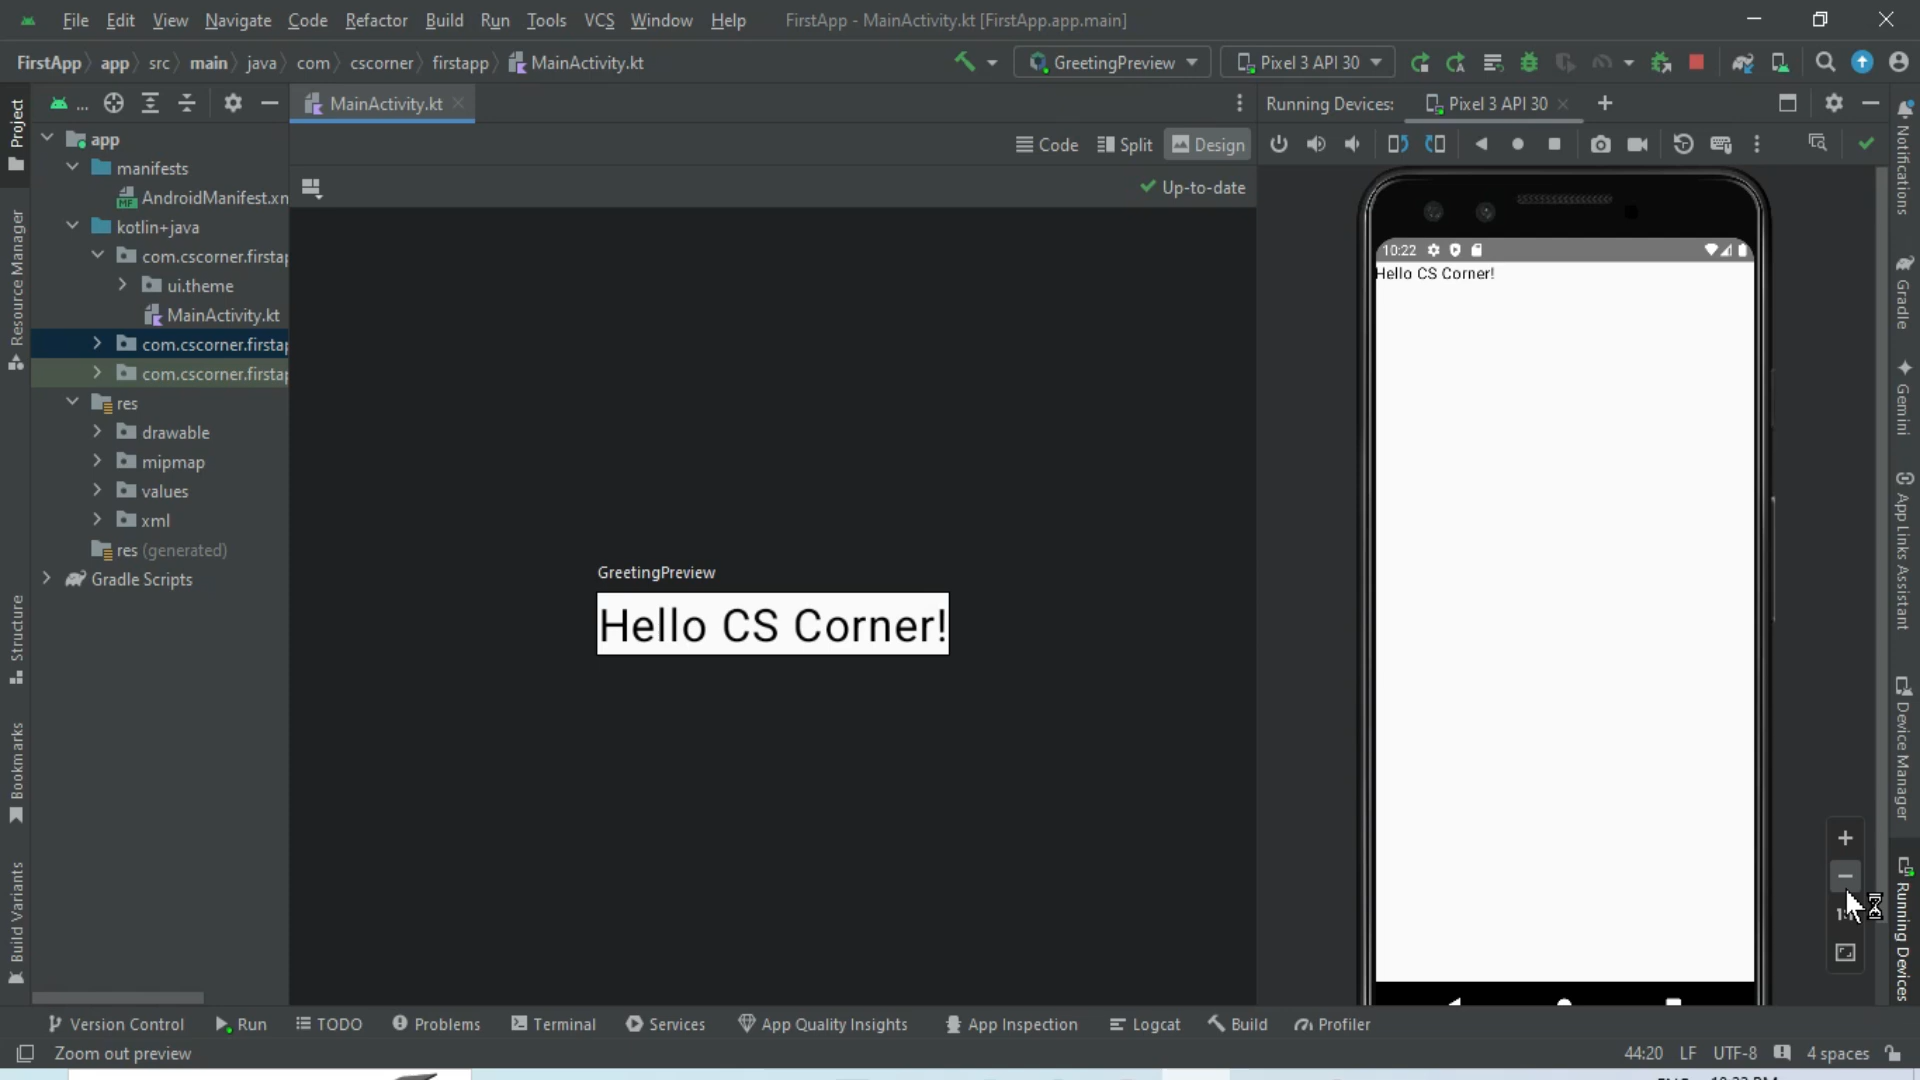 File Edit View Navigate Code Refactor Build Run Tools VCS Window Help FirstApp - MainActivity.kt [FirstApp.app.main]
FirstApp app src main java com cscorner firstapp MainActivity.kt GreetingPreview Pixel 3 API 30
... MainActivity.kt Running Devices: Pixel 3 API 30
Code Split Design
Up-to-date
Project
Resource Manager
Structure
Bookmarks
Build Variants
app
manifests
AndroidManifest.xn
kotlin+java
com.cscorner.firstap
ui.theme
MainActivity.kt
com.cscorner.firstap
com.cscorner.firstap
res
drawable
mipmap
values
xml
res (generated)
Gradle Scripts
GreetingPreview
Hello CS Corner!
10:22
Hello CS Corner!
Notifications
Gradle
Gemini
App Links Assistant
Device Manager
Running Devices
Version Control Run TODO Problems Terminal Services App Quality Insights App Inspection Logcat Build Profiler
Zoom out preview 44:20 LF UTF-8 4 spaces